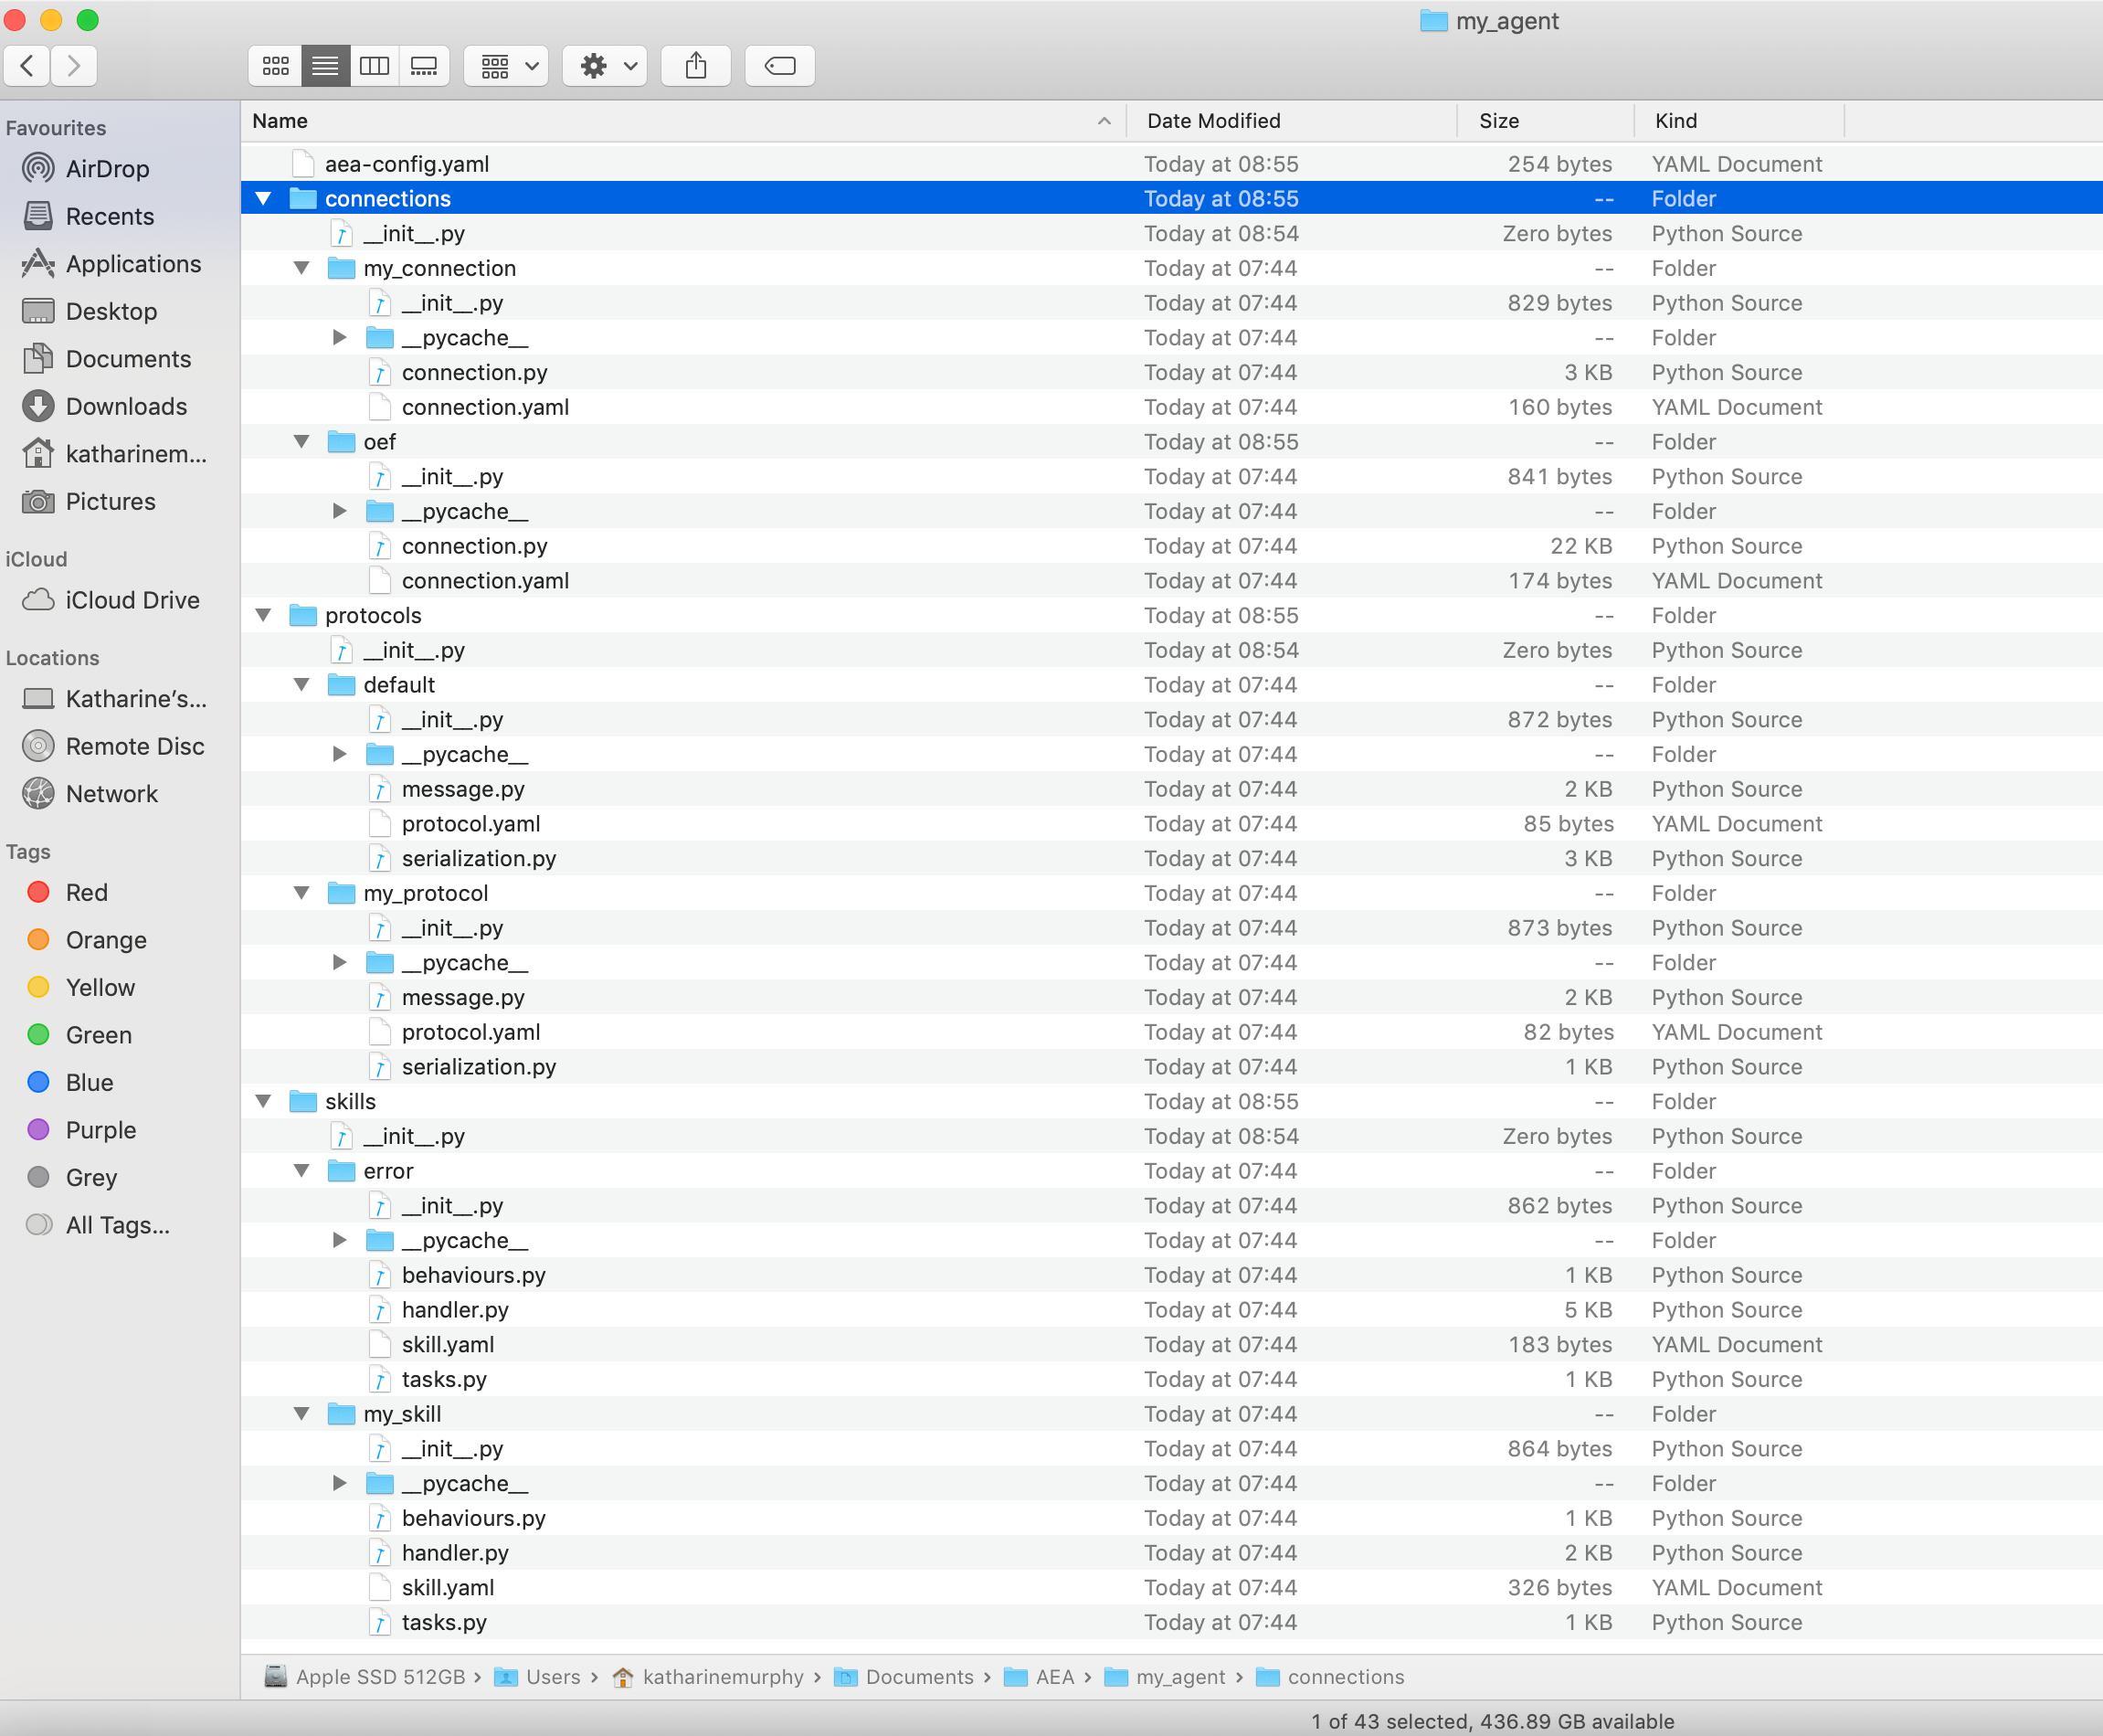 my_agent
Favourites
AirDrop
Recents
Applications
Desktop
Documents
Downloads
katharinem...
Pictures
iCloud
iCloud Drive
Locations
Katharine’s...
Remote Disc
Network
Tags
Red
Orange
Yellow
Green
Blue
Purple
Grey
All Tags...
Name Date Modified Size Kind
aea-config.yaml Today at 08:55 254 bytes YAML Document
connections Today at 08:55 -- Folder
__init__.py Today at 08:54 Zero bytes Python Source
my_connection Today at 07:44 -- Folder
__init__.py Today at 07:44 829 bytes Python Source
__pycache__ Today at 07:44 -- Folder
connection.py Today at 07:44 3 KB Python Source
connection.yaml Today at 07:44 160 bytes YAML Document
oef Today at 08:55 -- Folder
__init__.py Today at 07:44 841 bytes Python Source
__pycache__ Today at 07:44 -- Folder
connection.py Today at 07:44 22 KB Python Source
connection.yaml Today at 07:44 174 bytes YAML Document
protocols Today at 08:55 -- Folder
__init__.py Today at 08:54 Zero bytes Python Source
default Today at 07:44 -- Folder
__init__.py Today at 07:44 872 bytes Python Source
__pycache__ Today at 07:44 -- Folder
message.py Today at 07:44 2 KB Python Source
protocol.yaml Today at 07:44 85 bytes YAML Document
serialization.py Today at 07:44 3 KB Python Source
my_protocol Today at 07:44 -- Folder
__init__.py Today at 07:44 873 bytes Python Source
__pycache__ Today at 07:44 -- Folder
message.py Today at 07:44 2 KB Python Source
protocol.yaml Today at 07:44 82 bytes YAML Document
serialization.py Today at 07:44 1 KB Python Source
skills Today at 08:55 -- Folder
__init__.py Today at 08:54 Zero bytes Python Source
error Today at 07:44 -- Folder
__init__.py Today at 07:44 862 bytes Python Source
__pycache__ Today at 07:44 -- Folder
behaviours.py Today at 07:44 1 KB Python Source
handler.py Today at 07:44 5 KB Python Source
skill.yaml Today at 07:44 183 bytes YAML Document
tasks.py Today at 07:44 1 KB Python Source
my_skill Today at 07:44 -- Folder
__init__.py Today at 07:44 864 bytes Python Source
__pycache__ Today at 07:44 -- Folder
behaviours.py Today at 07:44 1 KB Python Source
handler.py Today at 07:44 2 KB Python Source
skill.yaml Today at 07:44 326 bytes YAML Document
tasks.py Today at 07:44 1 KB Python Source
Apple SSD 512GB › Users › katharinemurphy › Documents › AEA › my_agent › connections
1 of 43 selected, 436.89 GB available